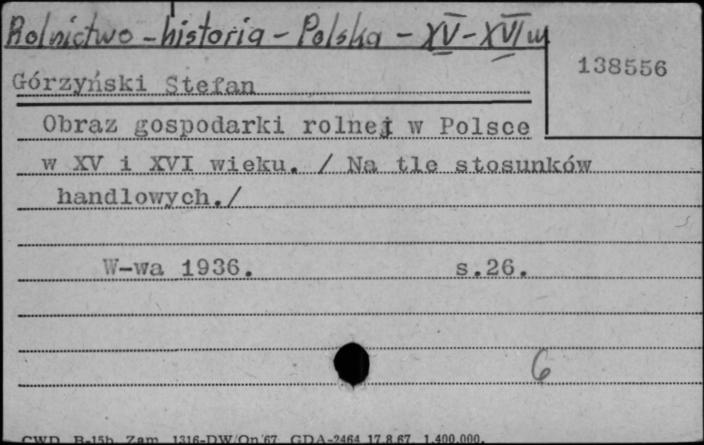 Rolnictwo - historia - Polska - XV - XVI w
138556
Górzyński Stefan
Obraz gospodarki rolnej w Polsce
w XV i XVI wieku. / Na tle stosunków
handlowych./
W-wa 1936. s.26.
6
CWD B-15b Zam. 1316-DW/On/67 GDA-2464 17.8.67 1.400.000.